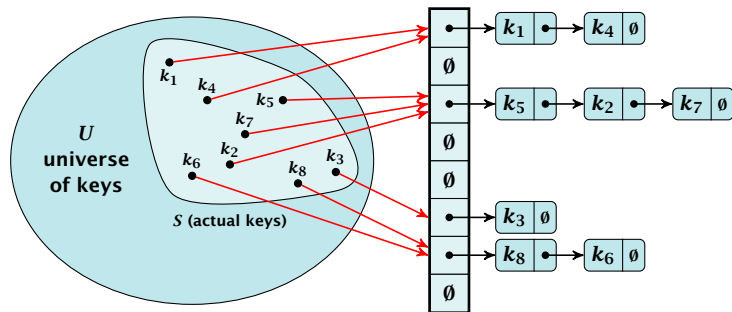 U
universe
of keys
k₁
k₄
k₅
k₇
k₂
k₆
k₈
k₃
S (actual keys)
k₁ k₄ ∅
∅
k₅ k₂ k₇ ∅
∅
∅
k₃ ∅
k₈ k₆ ∅
∅